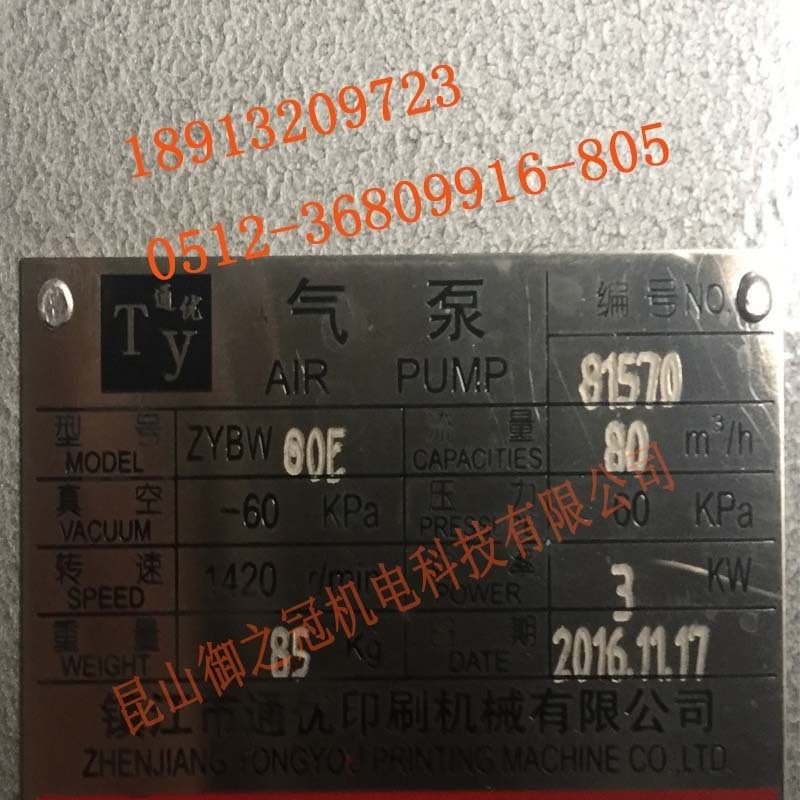 18913209723
0512-36809916-805
通优
Ty
气 泵
AIR PUMP
编号NO.
81570
型号
MODEL
ZYBW
流量
CAPACITIES
80 m³/h
真空
VACUUM
-60 KPa
压力
PRESSURE
60 KPa
转速
SPEED
1420 r/min
功率
POWER
3 KW
重量
WEIGHT
85 Kg
日期
DATE
2016.11.17
昆山御之冠机电科技有限公司
镇江市通优印刷机械有限公司
ZHENJIANG TONGYOU PRINTING MACHINE CO.,LTD.